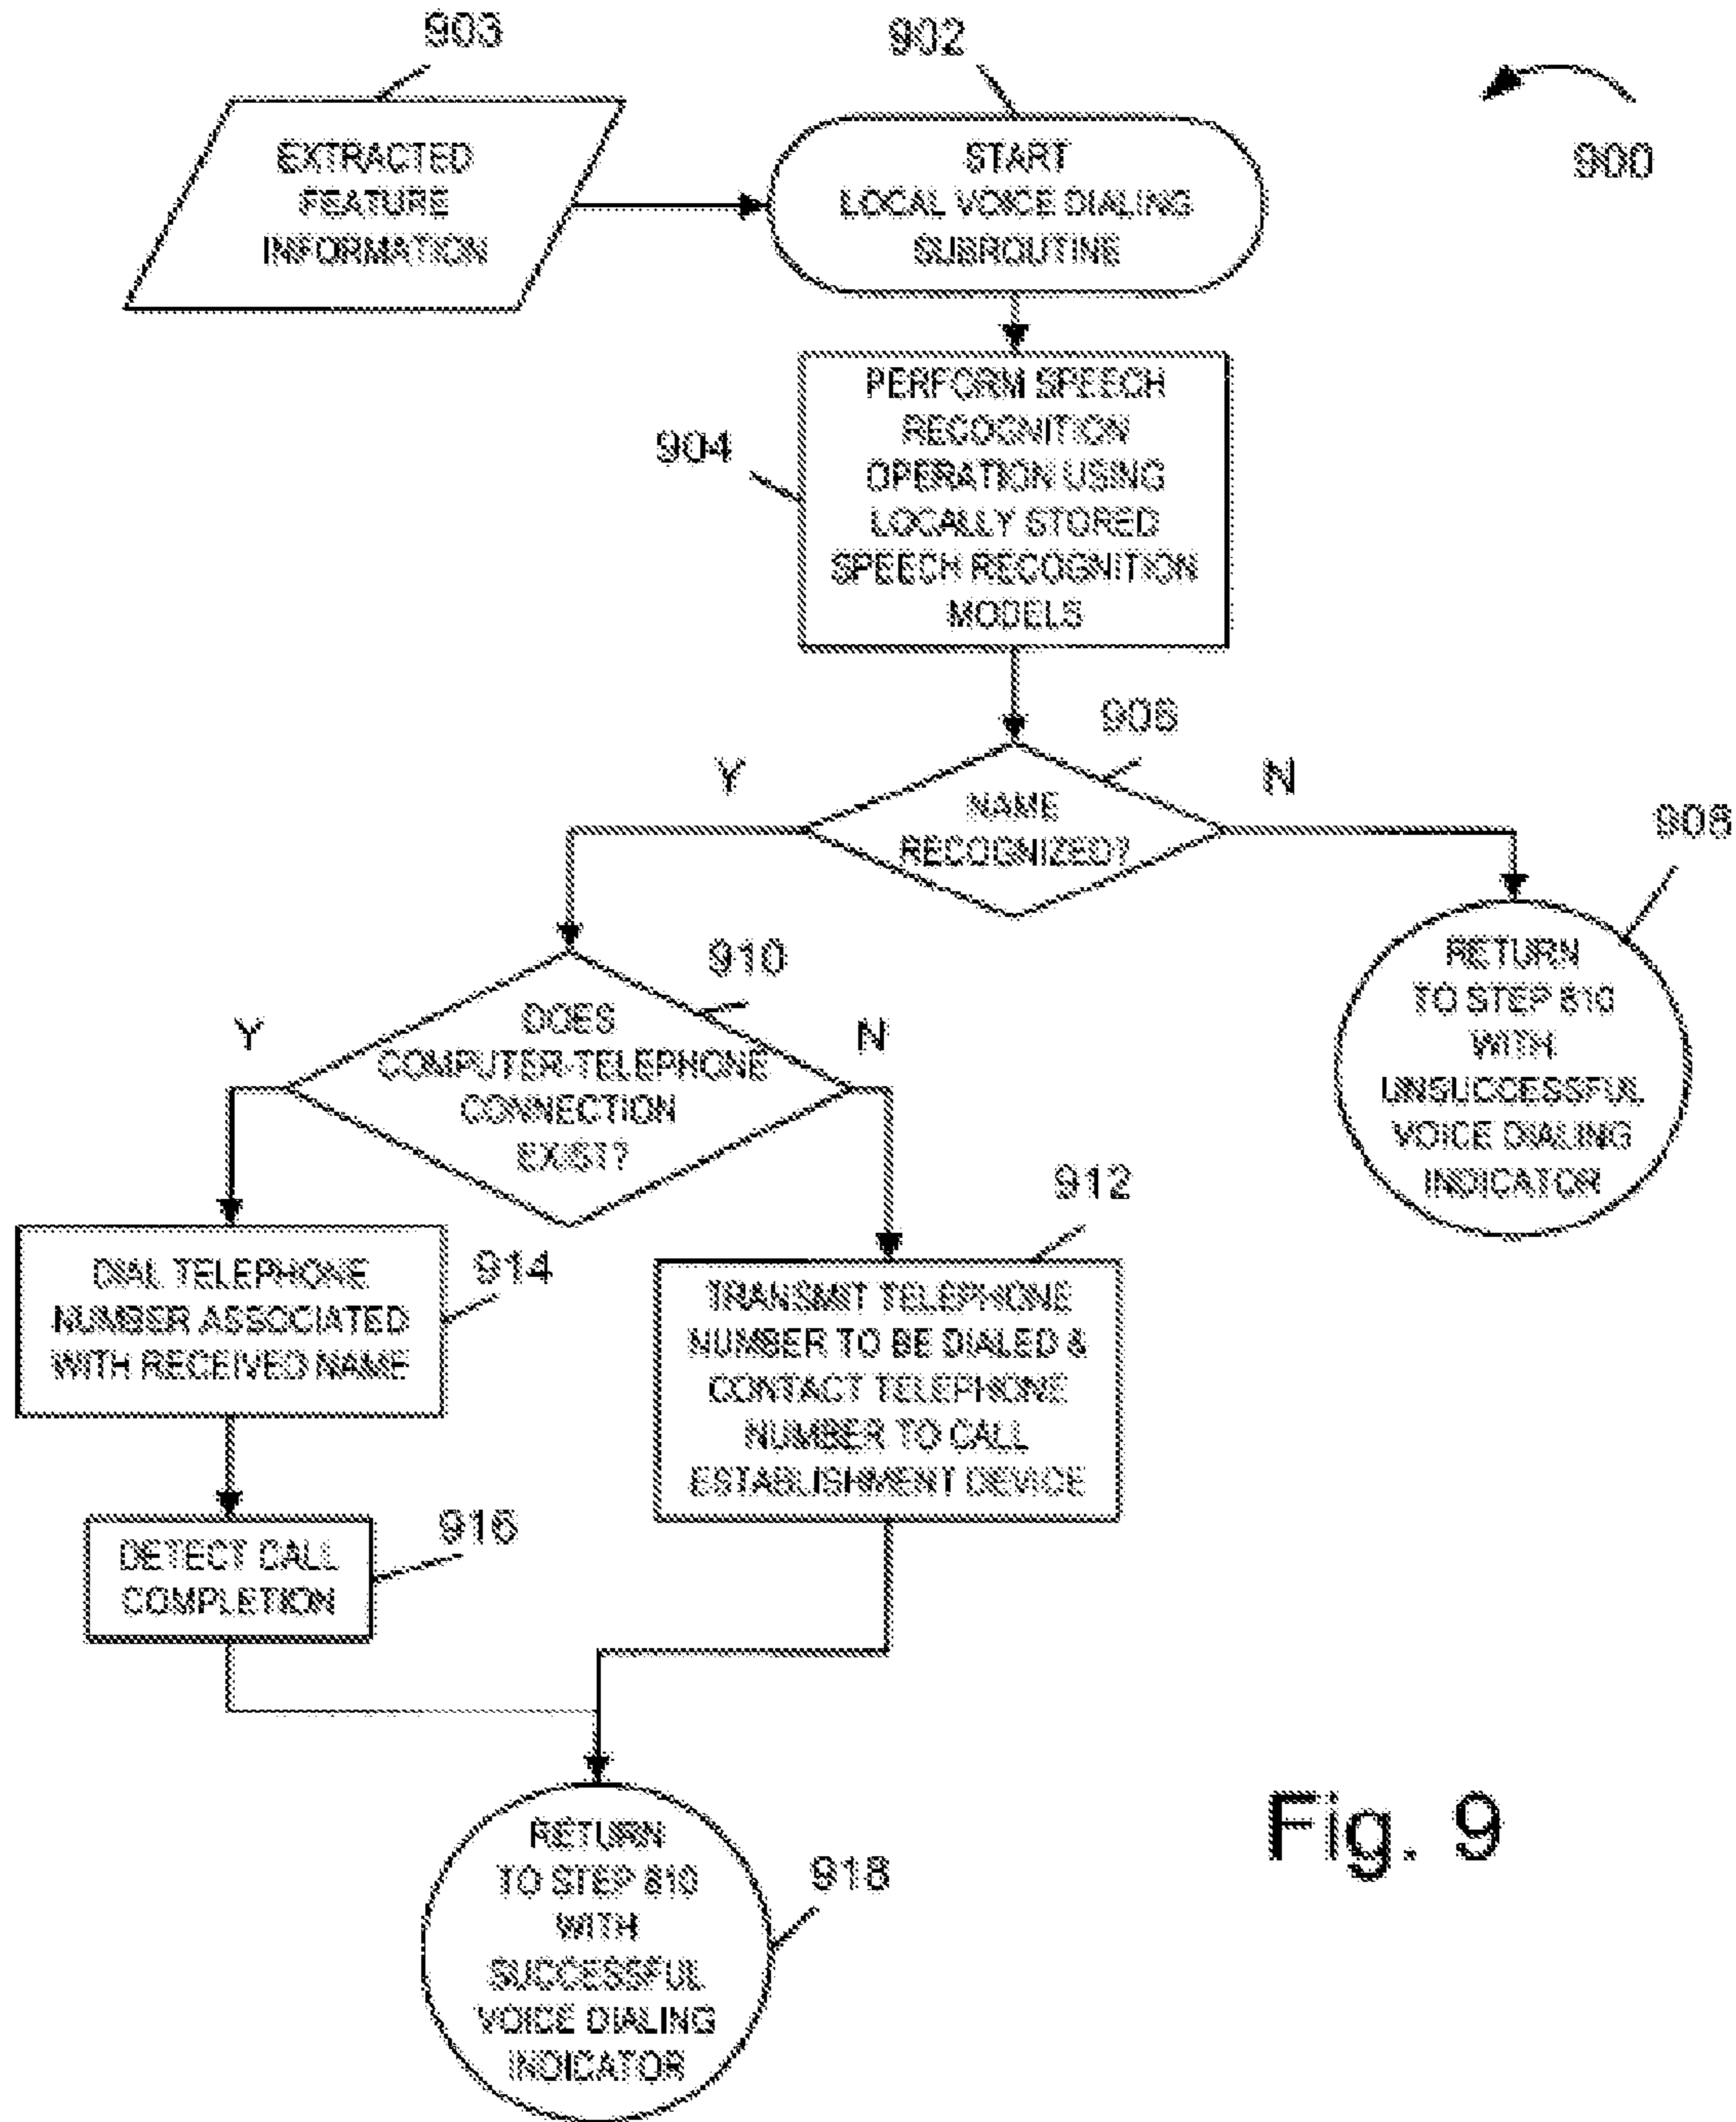 903
902
900
EXTRACTED
FEATURE
INFORMATION
START
LOCAL VOICE DIALING
SUBROUTINE
904
PERFORM SPEECH
RECOGNITION
OPERATION USING
LOCALLY STORED
SPEECH RECOGNITION
MODELS
906
Y
N
NAME
RECOGNIZED?
908
RETURN
TO STEP 810
WITH
UNSUCCESSFUL
VOICE DIALING
INDICATOR
910
Y
N
DOES
COMPUTER-TELEPHONE
CONNECTION
EXIST?
914
DIAL TELEPHONE
NUMBER ASSOCIATED
WITH RECEIVED NAME
912
TRANSMIT TELEPHONE
NUMBER TO BE DIALED &
CONTACT TELEPHONE
NUMBER TO CALL
ESTABLISHMENT DEVICE
916
DETECT CALL
COMPLETION
918
RETURN
TO STEP 810
WITH
SUCCESSFUL
VOICE DIALING
INDICATOR
Fig. 9